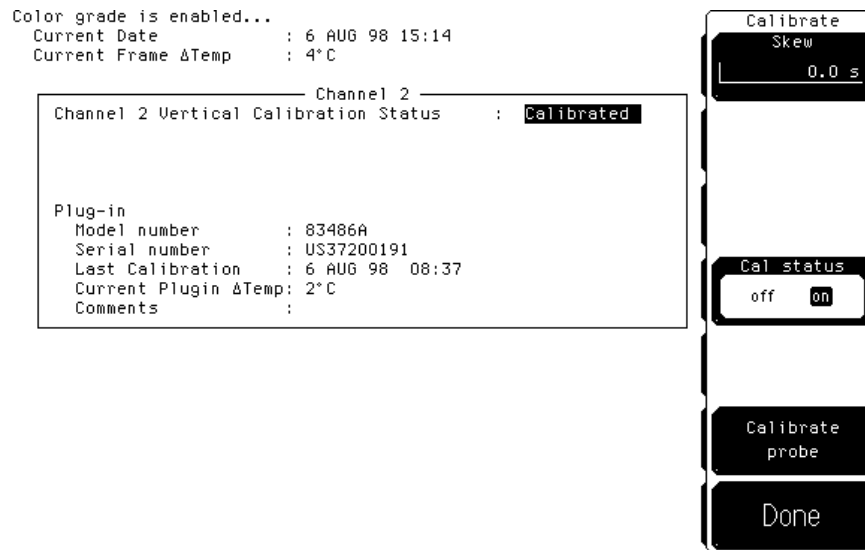 Color grade is enabled...
Current Date : 6 AUG 98 15:14
Current Frame ΔTemp : 4°C
Channel 2
Channel 2 Vertical Calibration Status : Calibrated
Plug-in
Model number : 83486A
Serial number : US37200191
Last Calibration : 6 AUG 98 08:37
Current Plugin ΔTemp: 2°C
Comments :
Calibrate
Skew
0.0 s
Cal status
off on
Calibrate
probe
Done